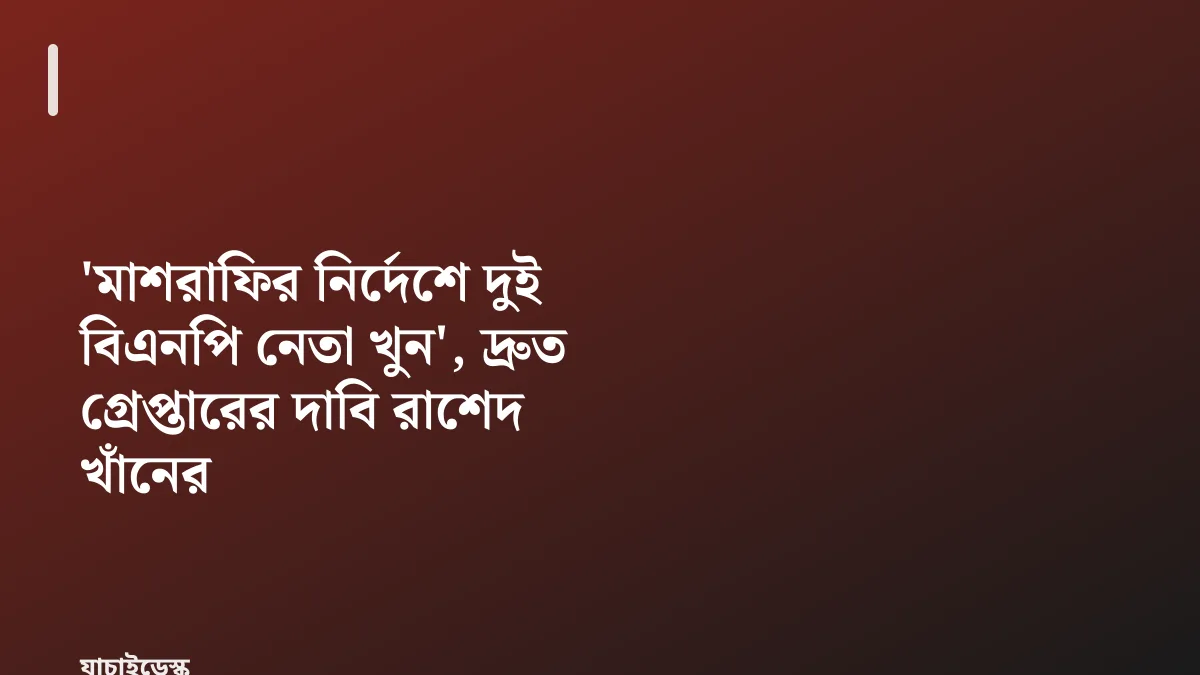 'মাশরাফির নির্দেশে দুই
বিএনপি নেতা খুন', দ্রুত
গ্রেপ্তারের দাবি রাশেদ
খাঁনের
যাচাইডেস্ক